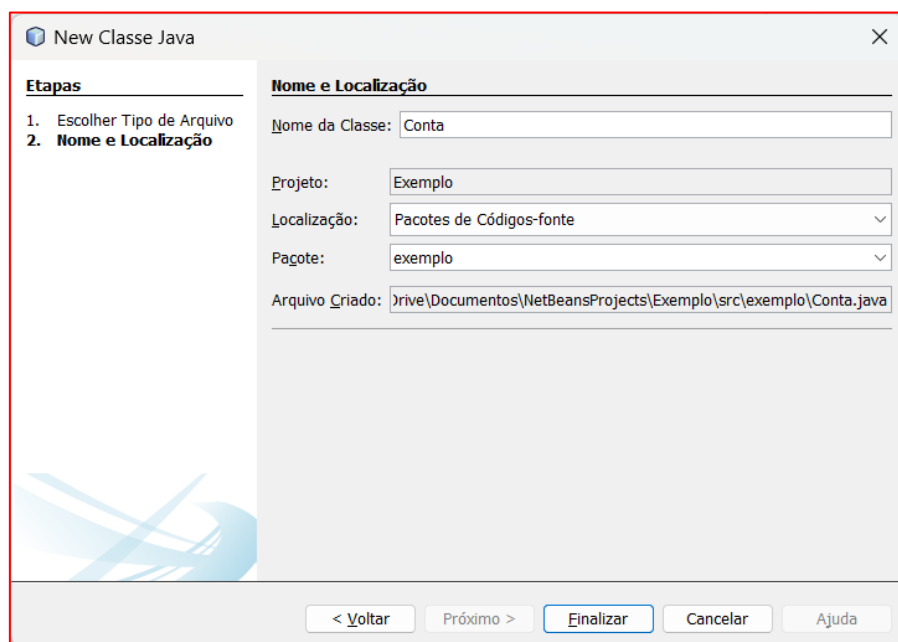 New Classe Java
Etapas
1. Escolher Tipo de Arquivo
2. Nome e Localização
Nome e Localização
Nome da Classe: Conta
Projeto: Exemplo
Localização: Pacotes de Códigos-fonte
Pacote: exemplo
Arquivo Criado: )rive\Documentos\NetBeansProjects\Exemplo\src\exemplo\Conta.java
< Voltar Próximo > Finalizar Cancelar Ajuda